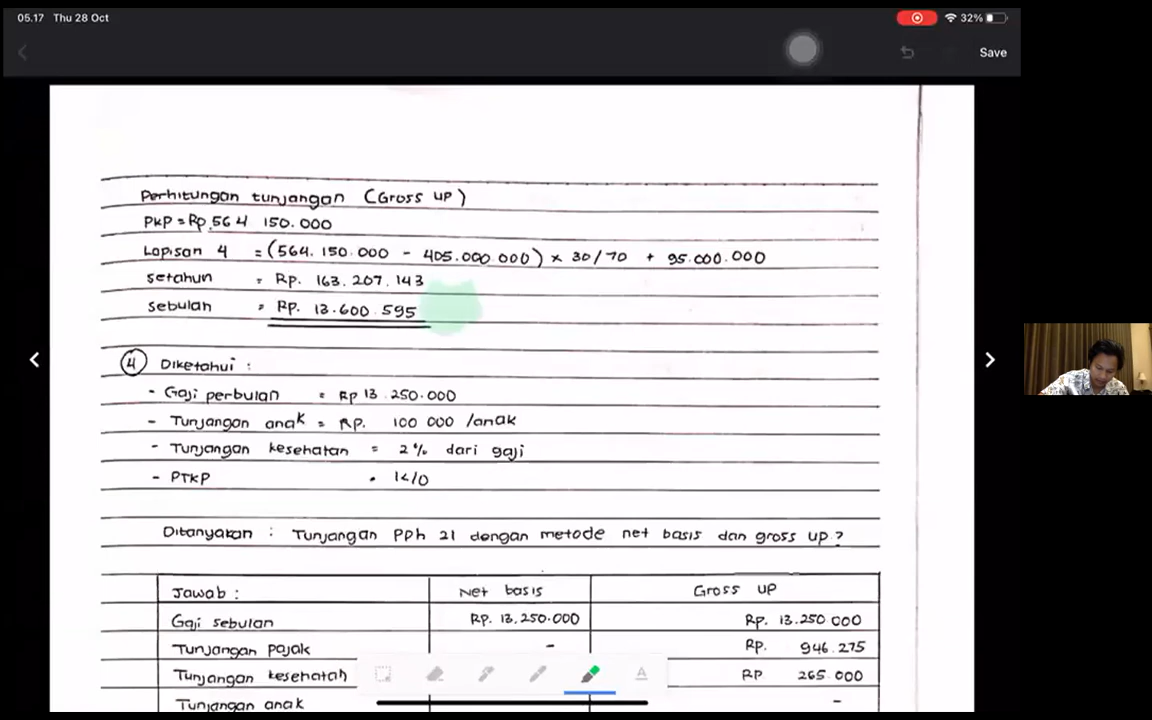 05.17 Thu 28 Oct
32%
Save
Perhitungan tunjangan (Gross up)
PKP = Rp. 564 150.000
Lapisan 4 = (564.150.000 - 405.000.000) x 30/70 + 95.000.000
setahun = Rp. 163.207.143
sebulan = Rp. 13.600.595
4 Diketahui :
- Gaji perbulan = Rp 13.250.000
- Tunjangan anak = Rp. 100 000 /anak
- Tunjangan kesehatan = 2% dari gaji
- PTKP = K/0
Ditanyakan : Tunjangan PPh 21 dengan metode net basis dan gross up?
Jawab : Net basis Gross up
Gaji sebulan Rp. 13.250.000 Rp. 13.250 000
Tunjangan pajak - Rp. 946.275
Tunjangan kesehatan Rp 265.000
Tunjangan anak -
A